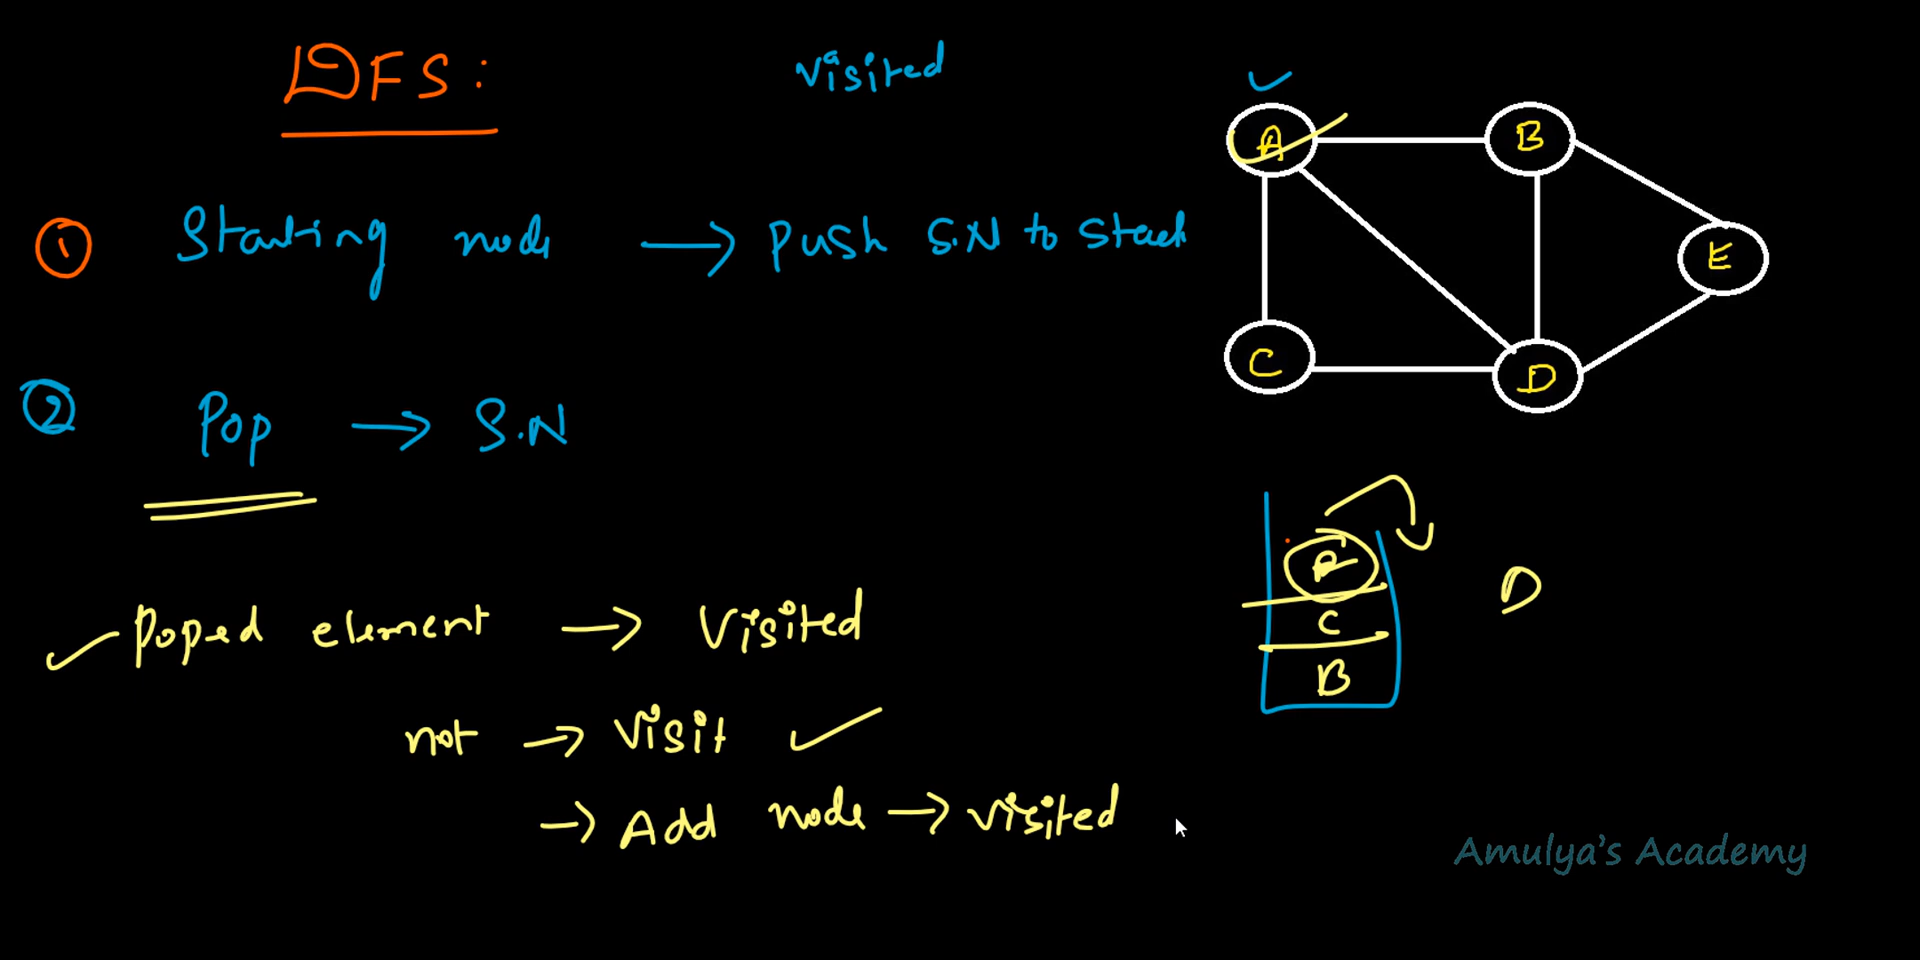 DFS:
visited
① Starting node → push S.N to stack
② Pop → S.N
Poped element → Visited
not → visit
→ Add node → visited
A
B
E
C
D
C
B
D
Amulya's Academy